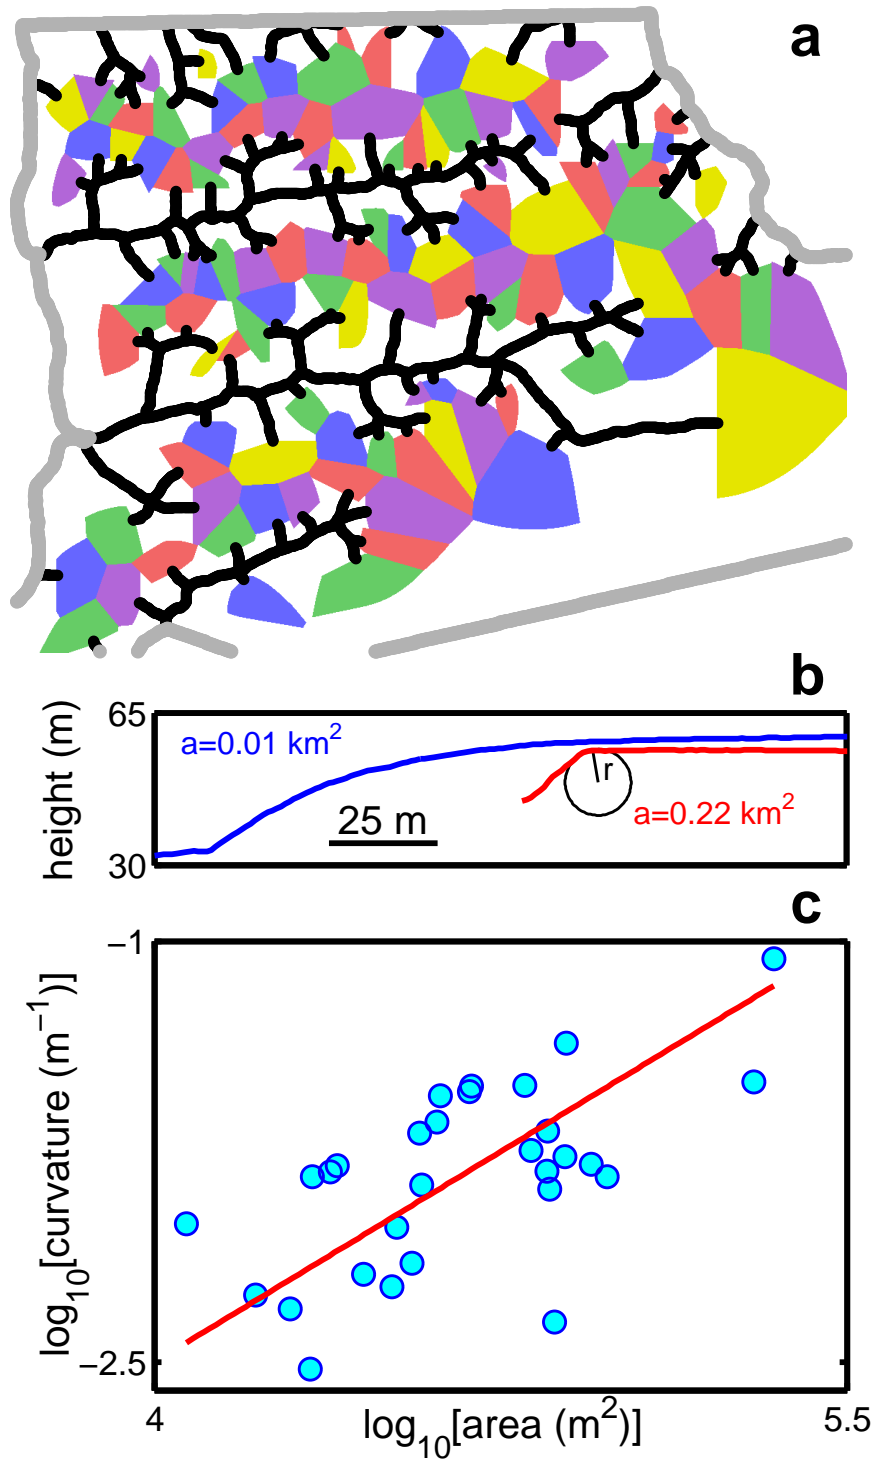 a
b
65
height (m)
a=0.01 km²
r
25 m
a=0.22 km²
30
c
−1
log₁₀[curvature (m⁻¹)]
−2.5
4
log₁₀[area (m²)]
5.5